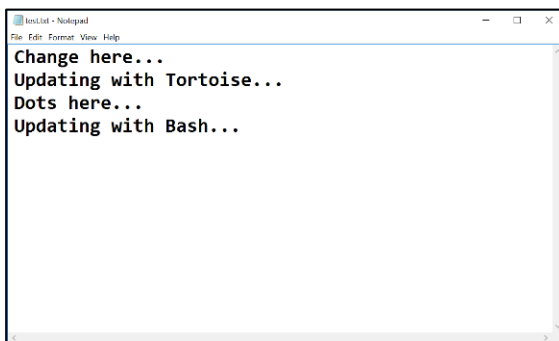 test.txt - Notepad
File Edit Format View Help
Change here...
Updating with Tortoise...
Dots here...
Updating with Bash...